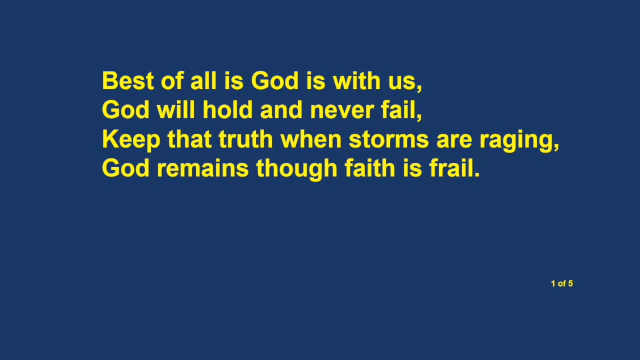 Best of all is God is with us,
God will hold and never fail,
Keep that truth when storms are raging,
God remains though faith is frail.
1 of 5